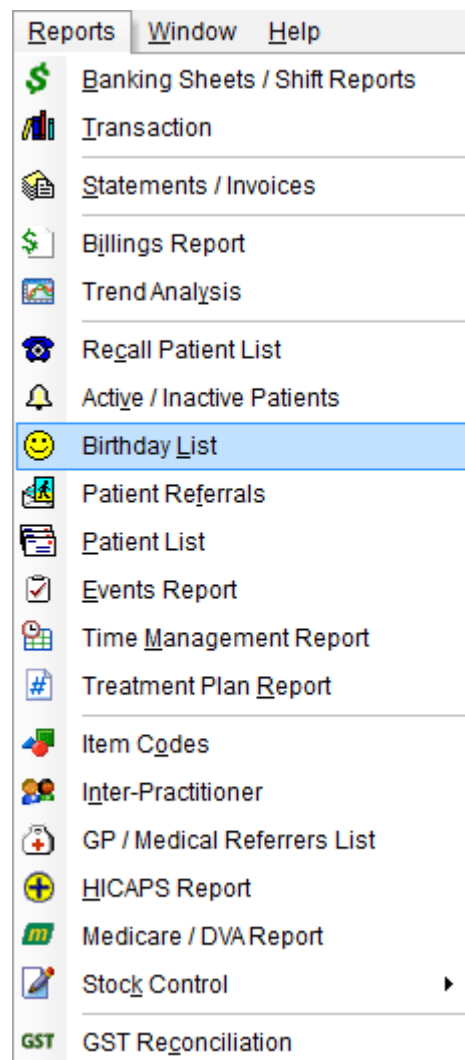 Reports Window Help
Banking Sheets / Shift Reports
Transaction
Statements / Invoices
$ Billings Report
Trend Analysis
Recall Patient List
Active / Inactive Patients
Birthday List
Patient Referrals
Patient List
Events Report
Time Management Report
# Treatment Plan Report
Item Codes
Inter-Practitioner
GP / Medical Referrers List
HICAPS Report
m Medicare / DVA Report
Stock Control
GST GST Reconciliation